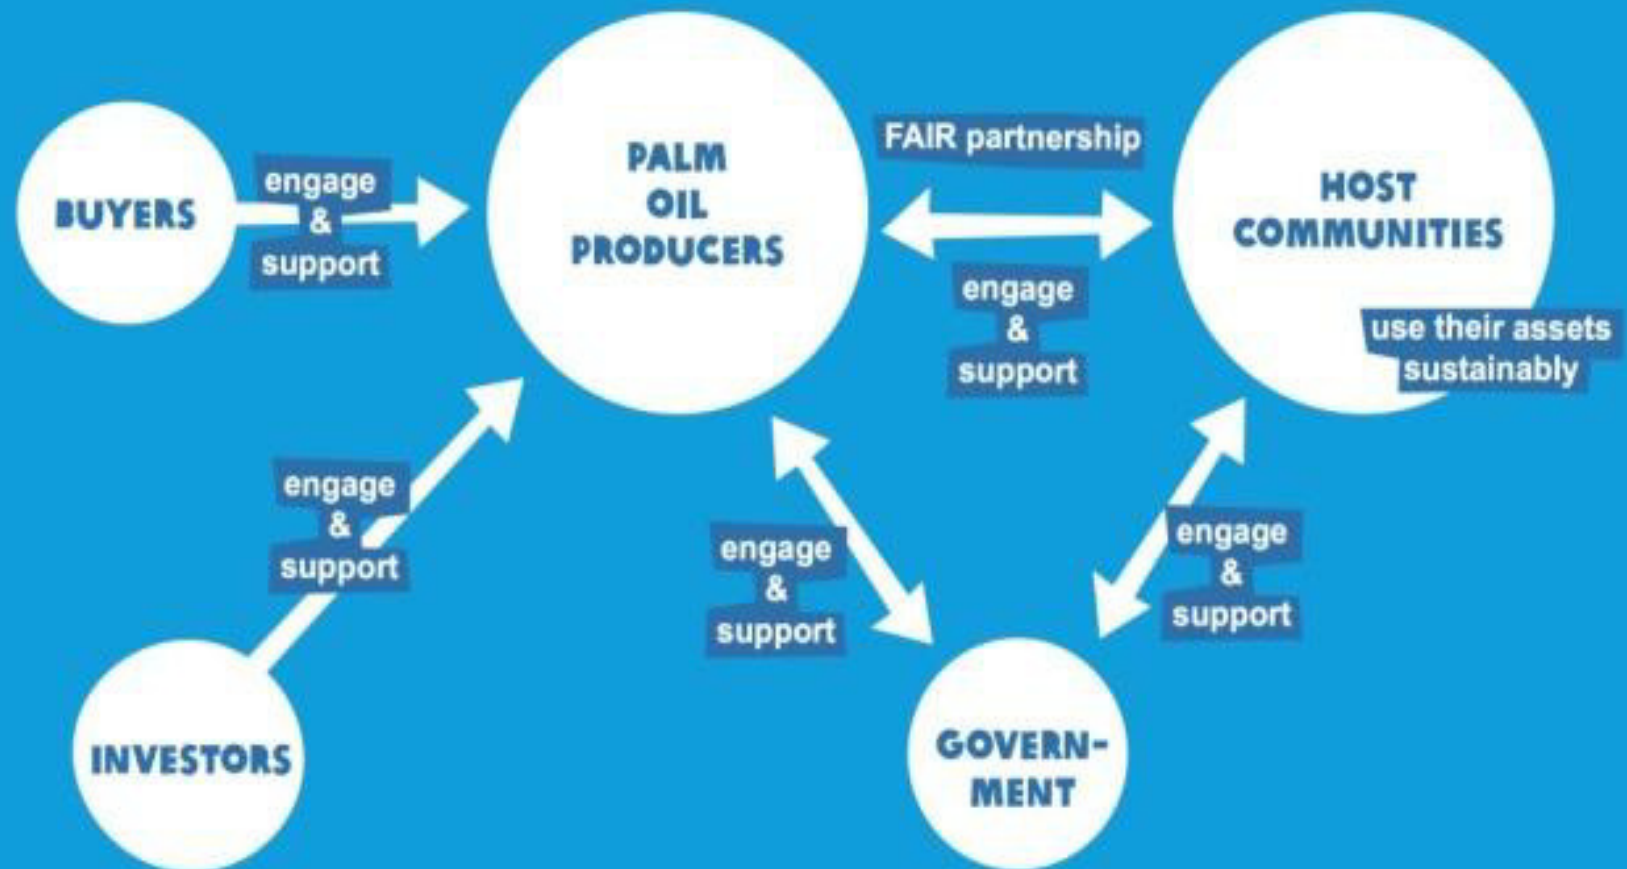 BUYERS
engage
&
support
PALM
OIL
PRODUCERS
FAIR partnership
engage
&
support
HOST
COMMUNITIES
use their assets
sustainably
engage
&
support
INVESTORS
engage
&
support
GOVERN-
MENT
engage
&
support